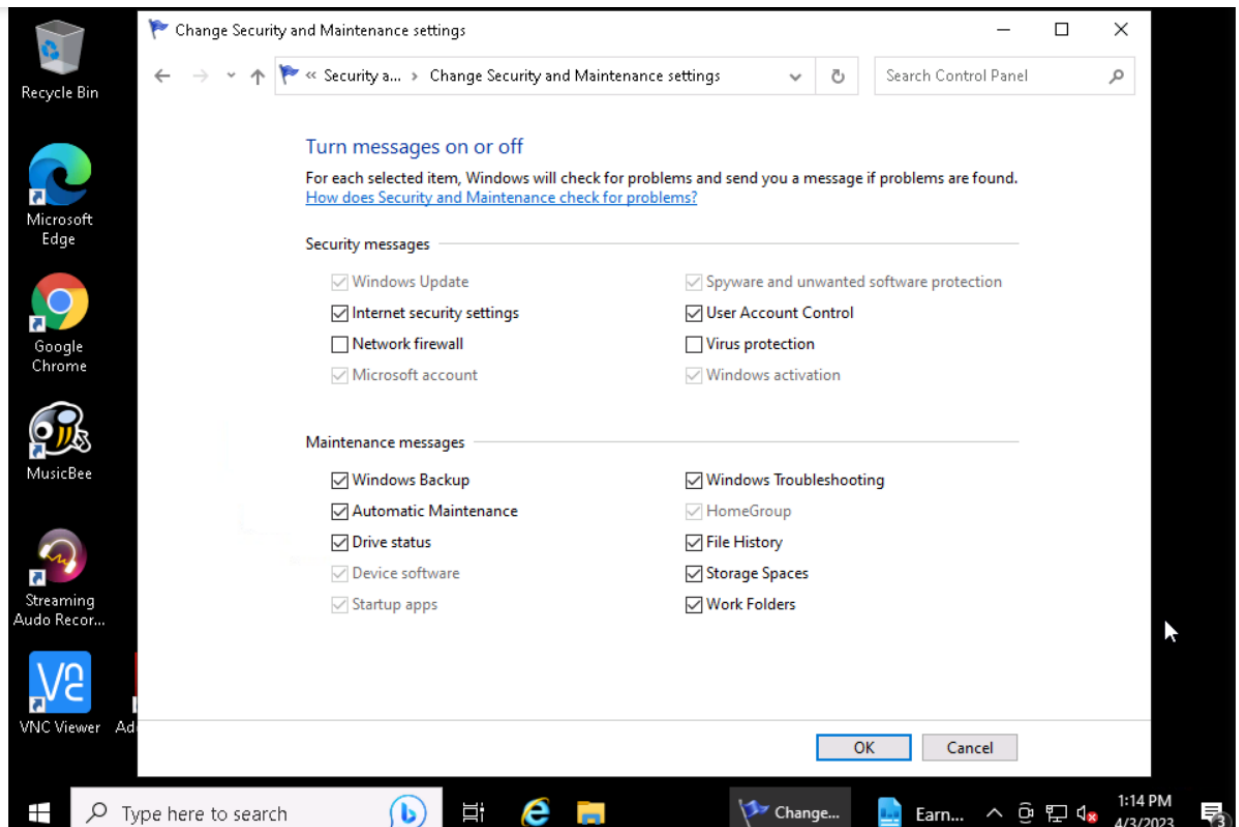 Recycle Bin
Microsoft
Edge
Google
Chrome
MusicBee
Streaming
Audo Recor...
VNC Viewer
Ad
Change Security and Maintenance settings
« Security a... › Change Security and Maintenance settings
Search Control Panel
Turn messages on or off
For each selected item, Windows will check for problems and send you a message if problems are found.
How does Security and Maintenance check for problems?
Security messages
Windows Update
Spyware and unwanted software protection
Internet security settings
User Account Control
Network firewall
Virus protection
Microsoft account
Windows activation
Maintenance messages
Windows Backup
Windows Troubleshooting
Automatic Maintenance
HomeGroup
Drive status
File History
Device software
Storage Spaces
Startup apps
Work Folders
OK
Cancel
Type here to search
Change...
Earn...
1:14 PM
4/3/2023
3